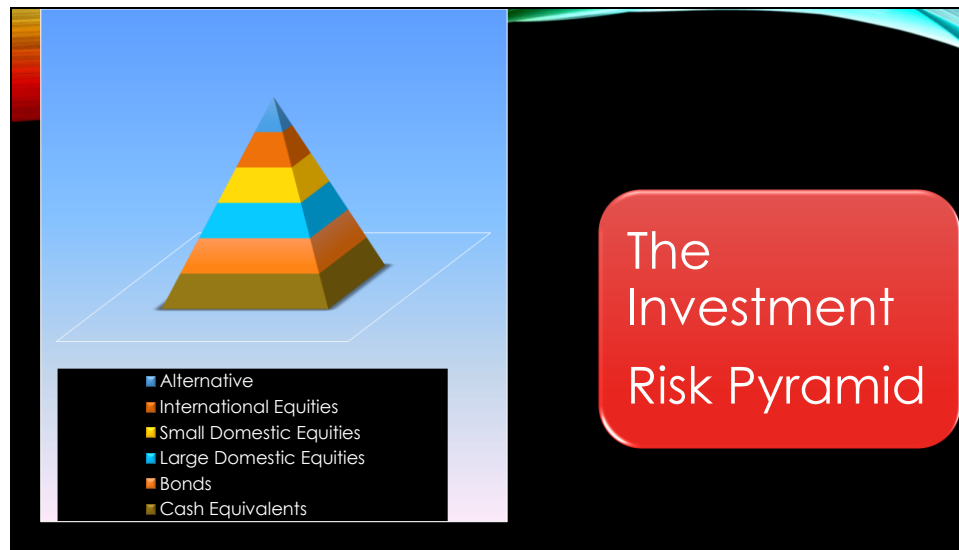 Alternative
International Equities
Small Domestic Equities
Large Domestic Equities
Bonds
Cash Equivalents
The
Investment
Risk Pyramid